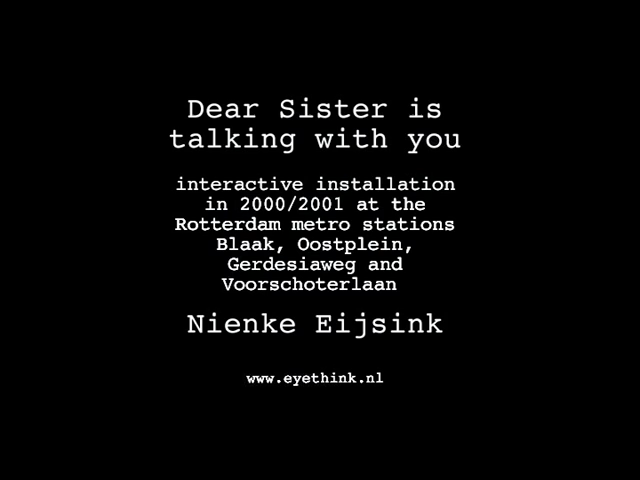 Dear Sister is
talking with you
interactive installation
in 2000/2001 at the
Rotterdam metro stations
Blaak, Oostplein,
Gerdesiaweg and
Voorschoterlaan
Nienke Eijsink
www.eyethink.nl